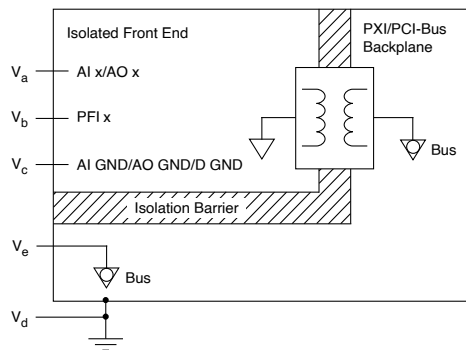 Isolated Front End
PXI/PCI-Bus
Backplane
Va
AI x/AO x
Vb
PFI x
Vc
AI GND/AO GND/D GND
Bus
Isolation Barrier
Ve
Bus
Vd